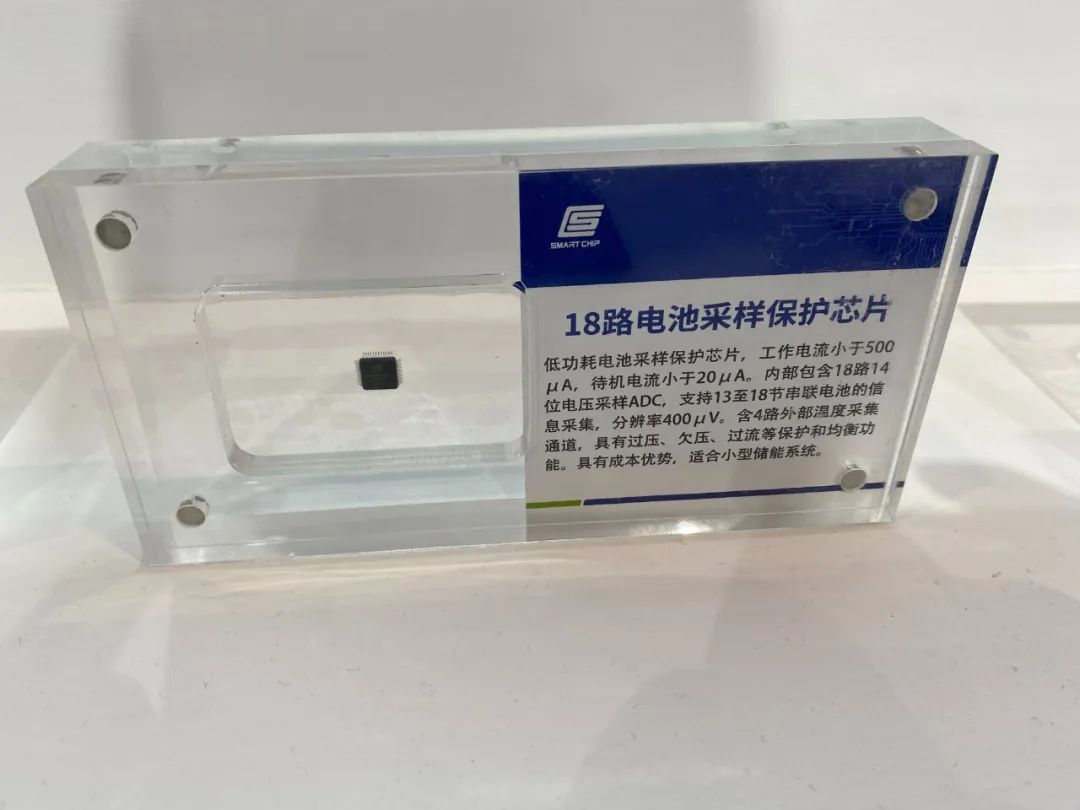 SMART CHIP
18路电池采样保护芯片
低功耗电池采样保护芯片，工作电流小于500
μA，待机电流小于20μA。内部包含18路14
位电压采样ADC，支持13至18节串联电池的信
息采集，分辨率400μV。含4路外部温度采集
通道，具有过压、欠压、过流等保护和均衡功
能。具有成本优势，适合小型储能系统。